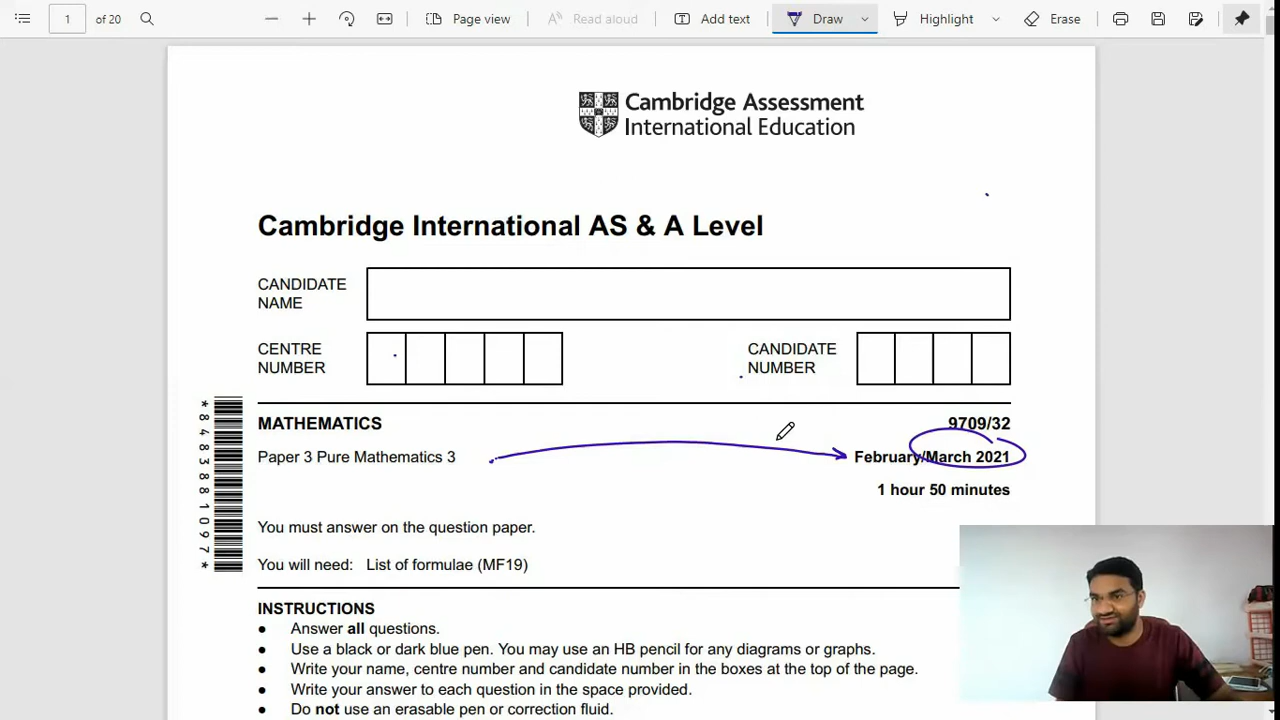 1 of 20 Page view Read aloud Add text Draw Highlight Erase
Cambridge Assessment
International Education
Cambridge International AS & A Level
CANDIDATE
NAME
CENTRE
NUMBER
CANDIDATE
NUMBER
*8483881097*
MATHEMATICS 9709/32
Paper 3 Pure Mathematics 3 February/March 2021
1 hour 50 minutes
You must answer on the question paper.
You will need: List of formulae (MF19)
INSTRUCTIONS
● Answer all questions.
● Use a black or dark blue pen. You may use an HB pencil for any diagrams or graphs.
● Write your name, centre number and candidate number in the boxes at the top of the page.
● Write your answer to each question in the space provided.
● Do not use an erasable pen or correction fluid.